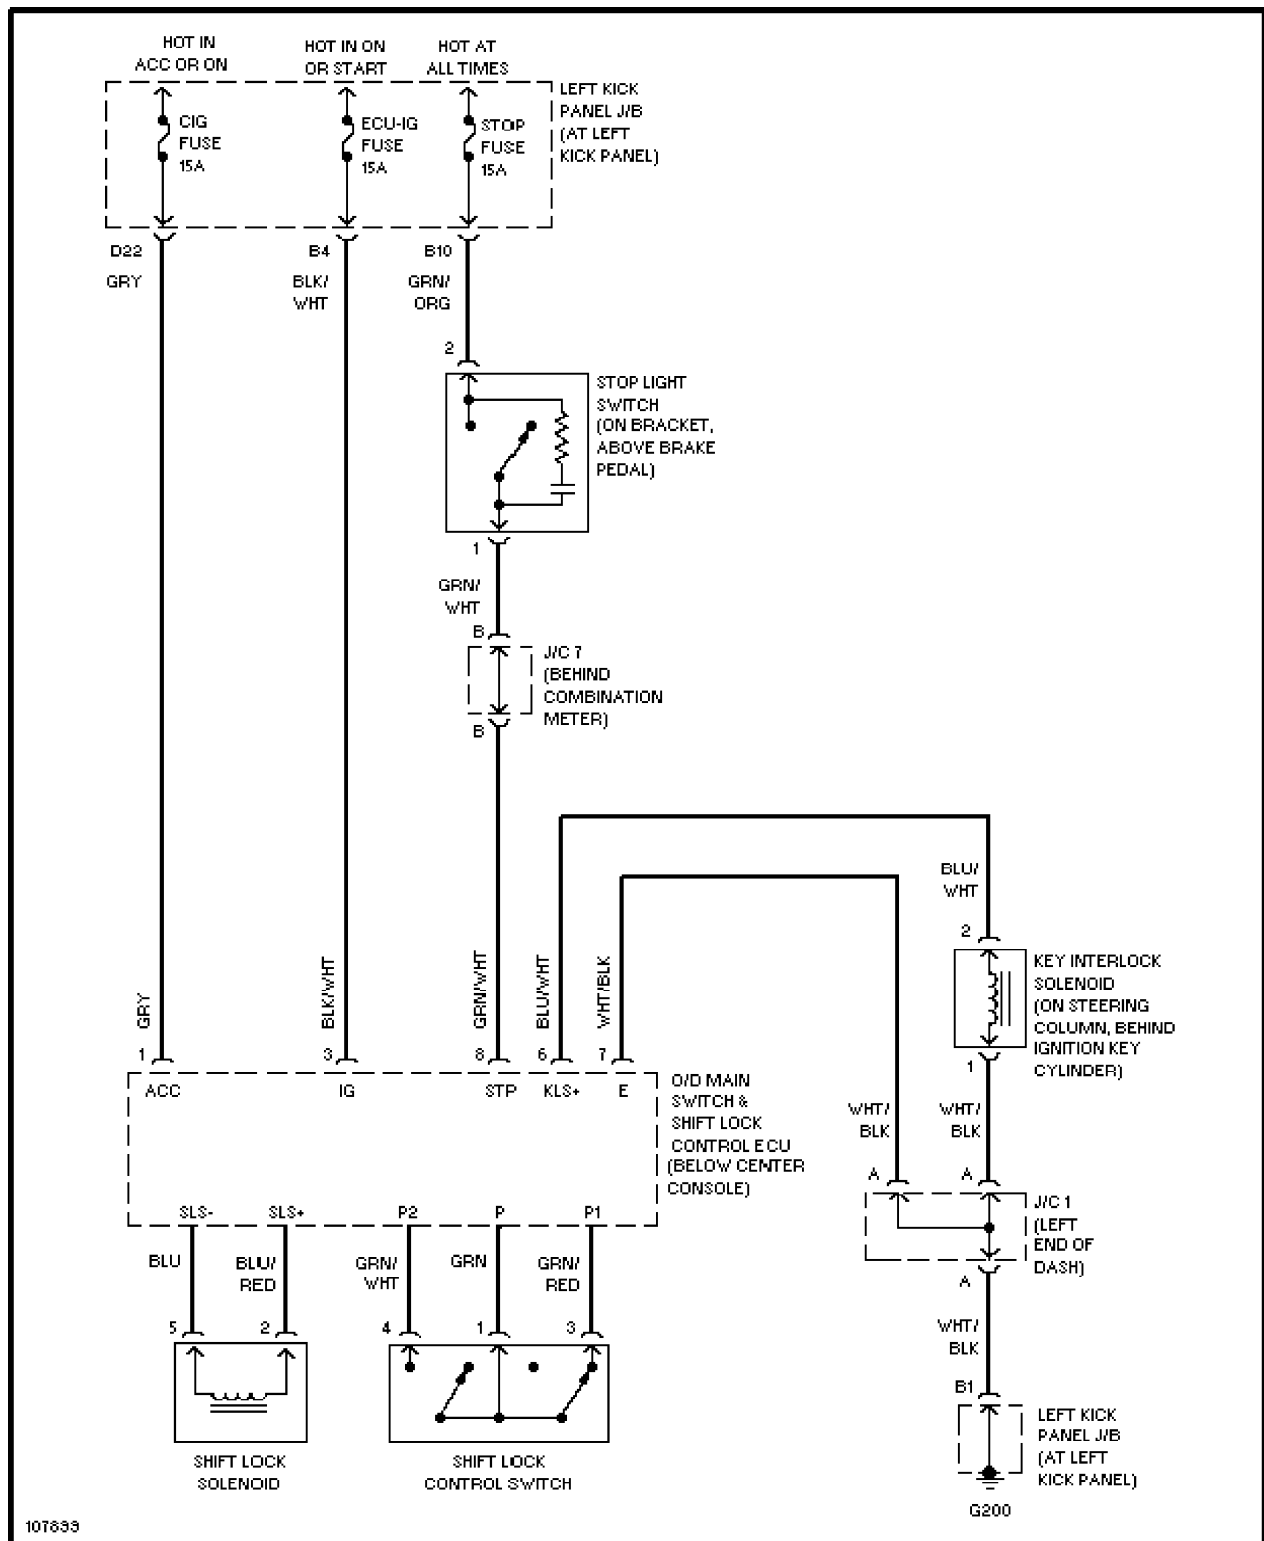 HOT IN
ACC OR ON
HOT IN ON
OR START
HOT AT
ALL TIMES
LEFT KICK
PANEL J/B
(AT LEFT
KICK PANEL)
CIG
FUSE
15A
ECU-IG
FUSE
15A
STOP
FUSE
15A
D22
B4
B10
GRY
BLK/
WHT
GRN/
ORG
2
STOP LIGHT
SWITCH
(ON BRACKET,
ABOVE BRAKE
PEDAL)
1
GRN/
WHT
B
J/C 7
(BEHIND
COMBINATION
METER)
B
BLU/
WHT
2
KEY INTERLOCK
SOLENOID
(ON STEERING
COLUMN, BEHIND
IGNITION KEY
CYLINDER)
1
GRY
BLK/WHT
GRN/WHT
BLU/WHT
WHT/BLK
1
3
8
6
7
ACC
IG
STP
KLS+
E
O/D MAIN
SWITCH &
SHIFT LOCK
CONTROL ECU
(BELOW CENTER
CONSOLE)
WHT/
BLK
WHT/
BLK
A
A
J/C 1
(LEFT
END OF
DASH)
A
SLS-
SLS+
P2
P
P1
BLU
BLU/
RED
GRN/
WHT
GRN
GRN/
RED
5
2
4
1
3
WHT/
BLK
B1
LEFT KICK
PANEL J/B
(AT LEFT
KICK PANEL)
G200
SHIFT LOCK
SOLENOID
SHIFT LOCK
CONTROL SWITCH
107899